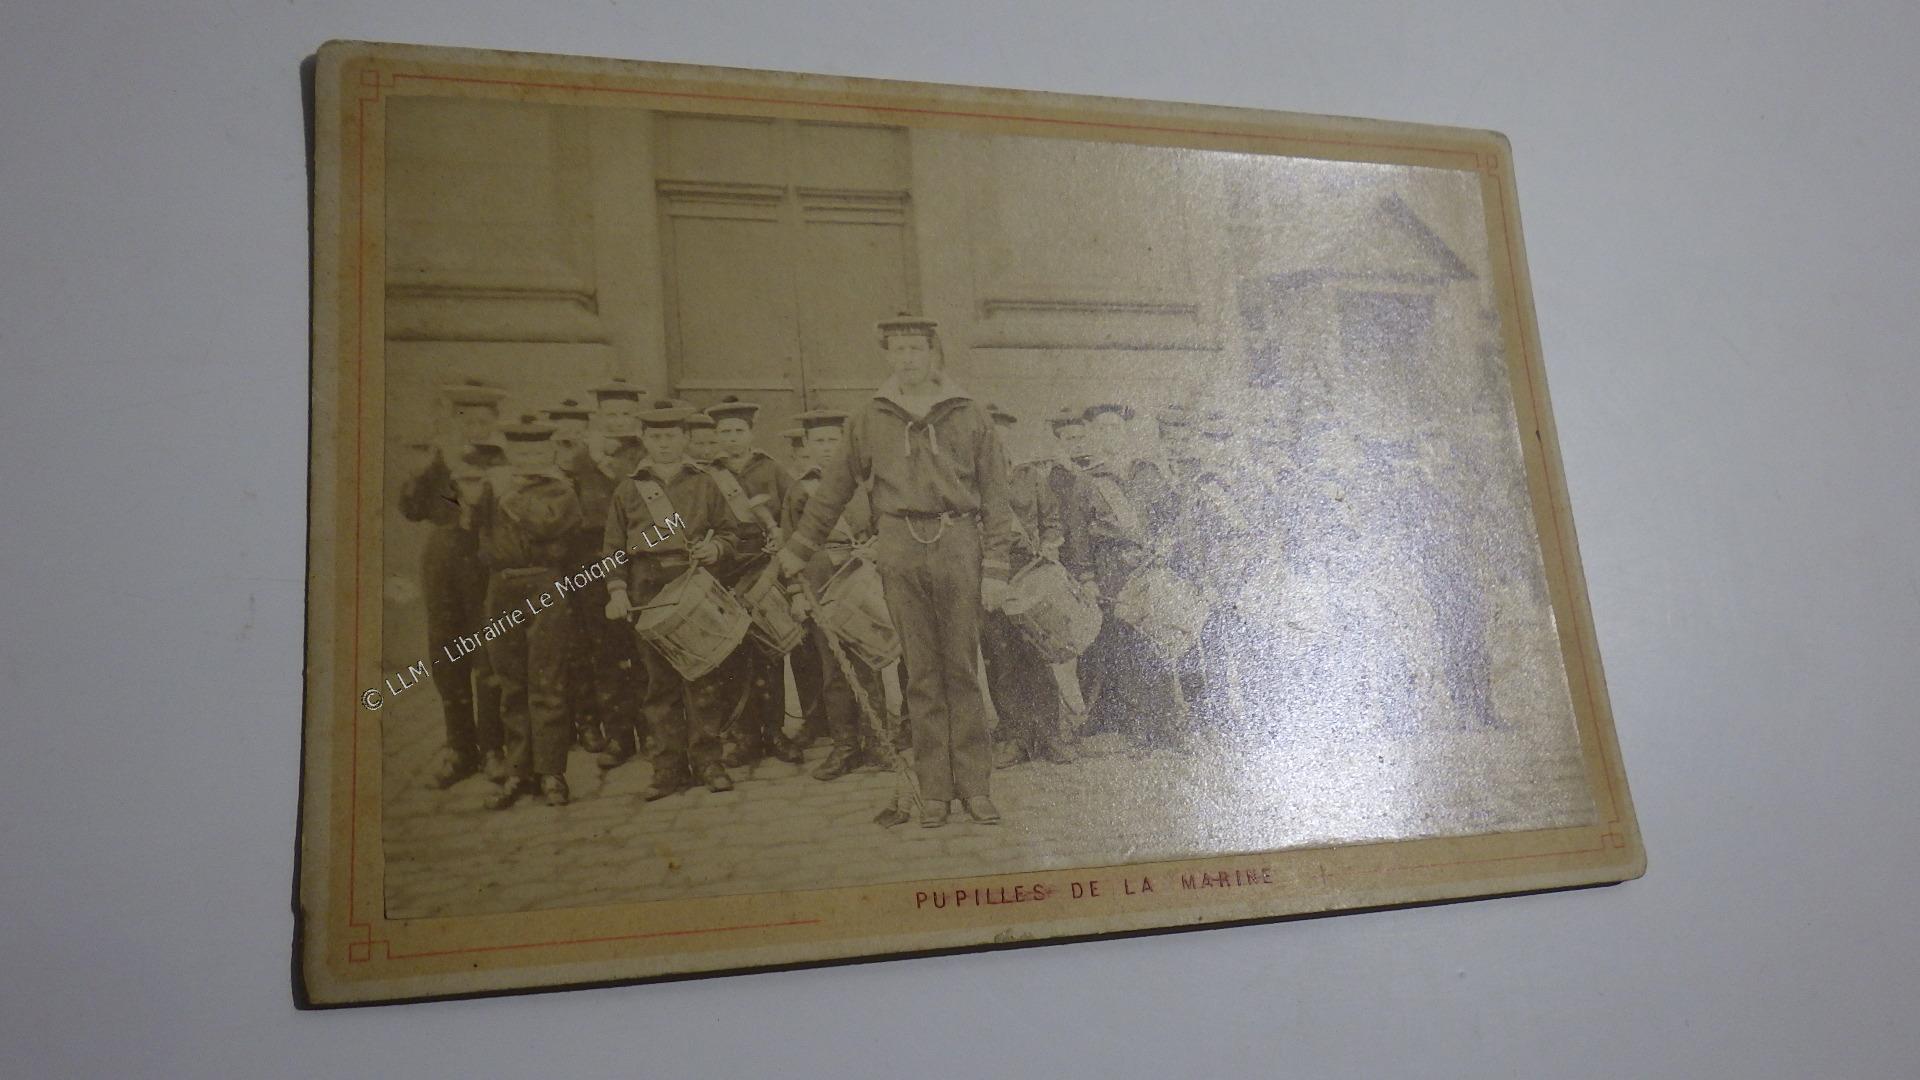 © LLM - Librairie Le Moigne - LLM
PUPILLES DE LA MARINE